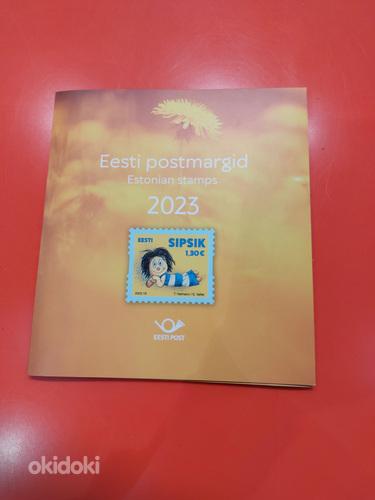 Eesti postmargid
Estonian stamps
2023
EESTI
SIPSIK
1.30€
EESTI POST
okidoki